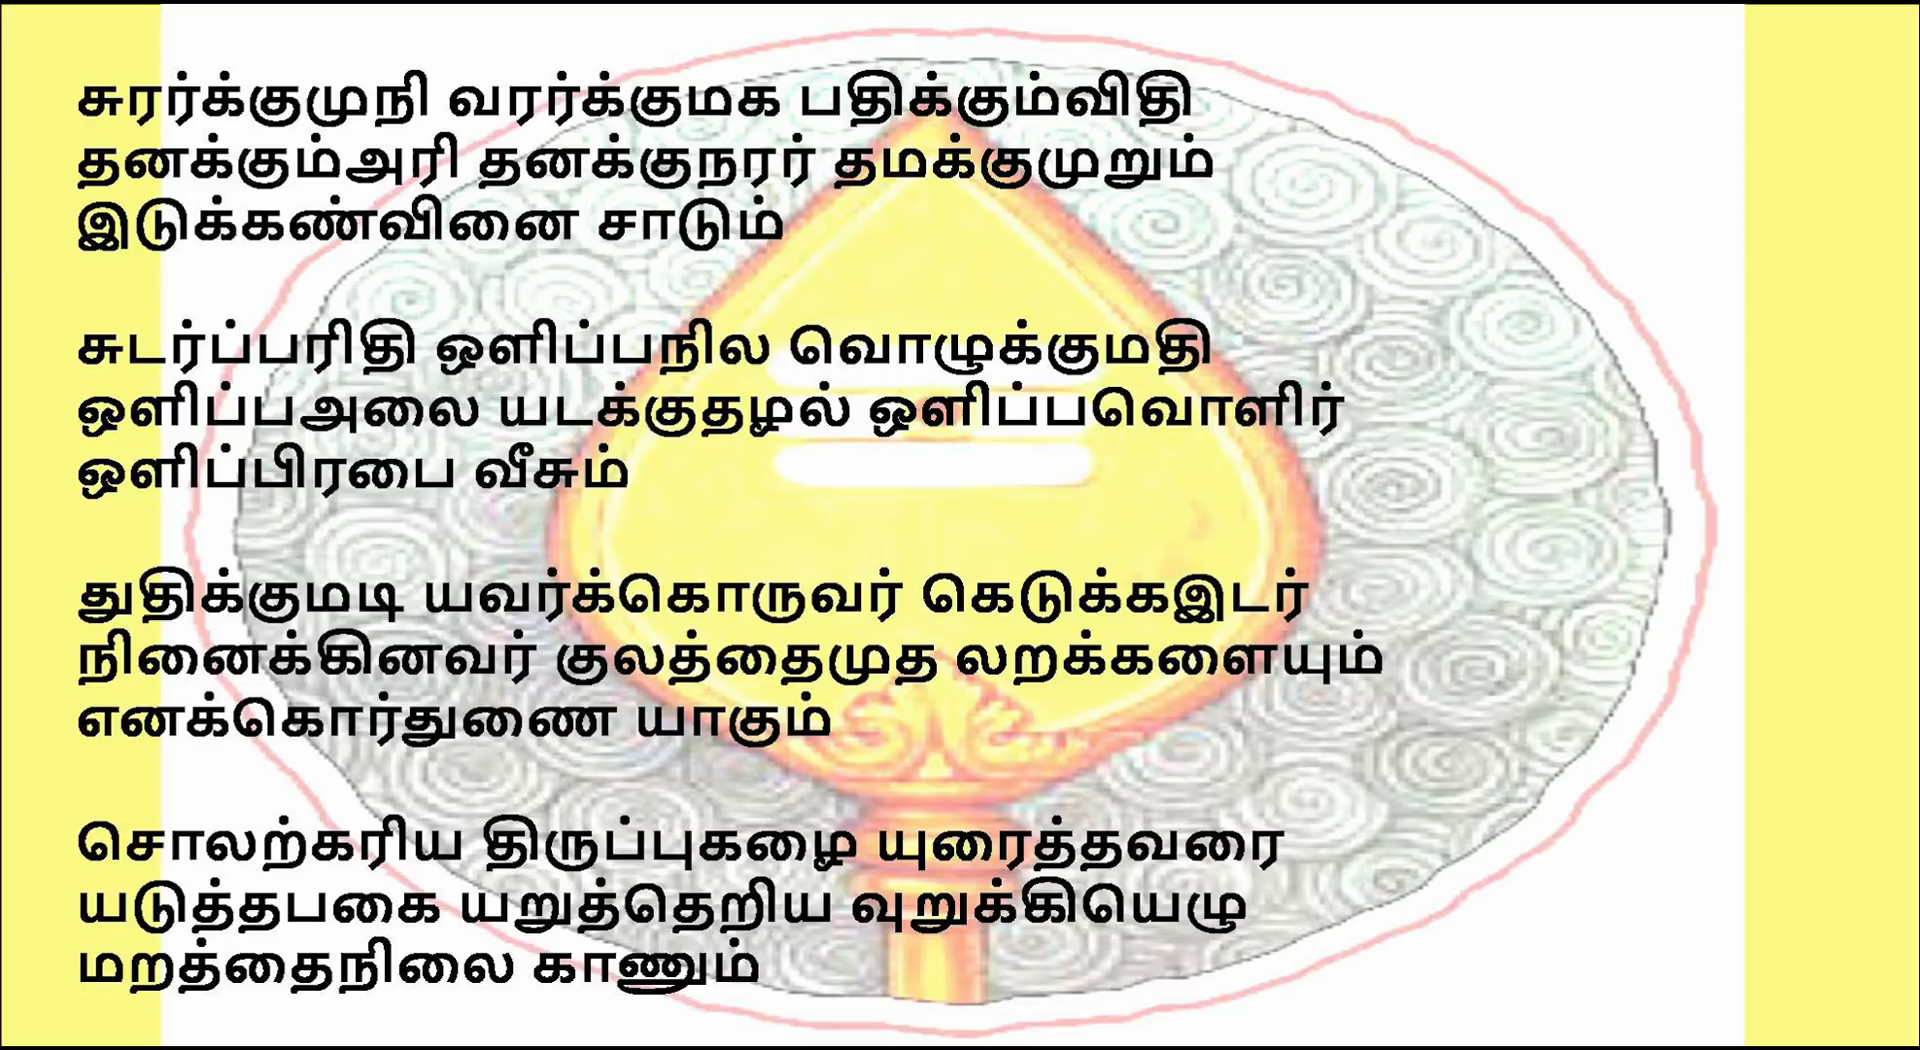 சுரர்க்குமுநி வரர்க்குமக பதிக்கும்விதி
தனக்கும்அரி தனக்குநரர் தமக்குமுறும்
இடுக்கண்வினை சாடும்
சுடர்ப்பரிதி ஒளிப்பநில வொழுக்குமதி
ஒளிப்பஅலை யடக்குதழல் ஒளிப்பவொளிர்
ஒளிப்பிரபை வீசும்
துதிக்குமடி யவர்க்கொருவர் கெடுக்கஇடர்
நினைக்கினவர் குலத்தைமுத லறக்களையும்
எனக்கொர்துணை யாகும்
சொலற்கரிய திருப்புகழை யுரைத்தவரை
யடுத்தபகை யறுத்தெறிய வுறுக்கியெழு
மறத்தைநிலை காணும்